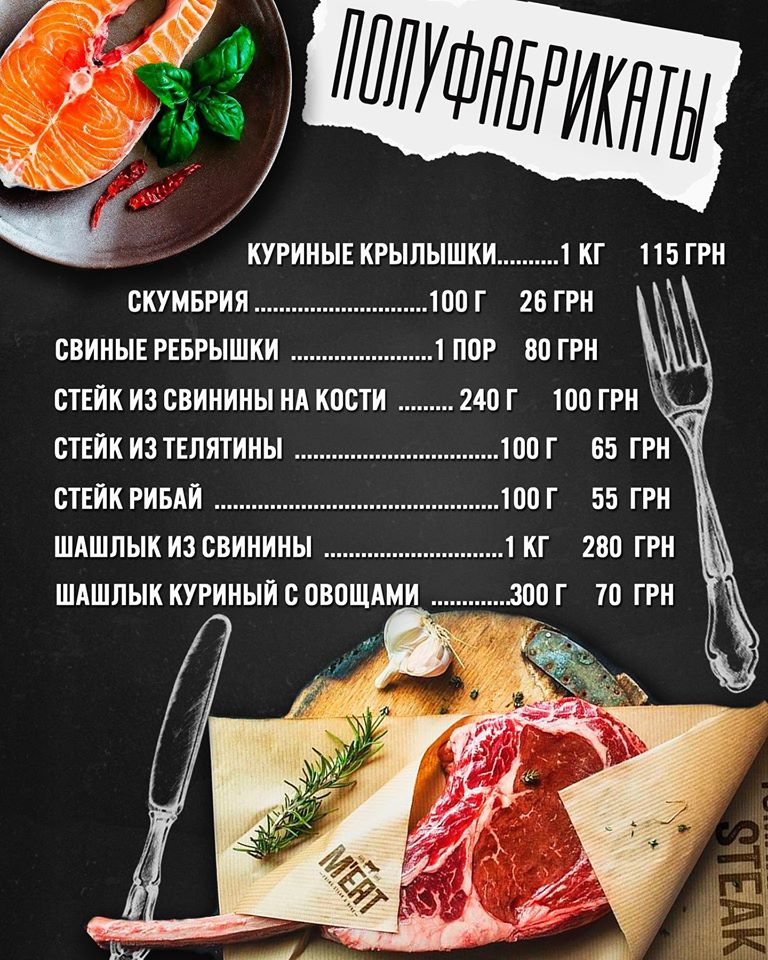 ПОЛУФАБРИКАТЫ
КУРИНЫЕ КРЫЛЫШКИ..........1 КГ 115 ГРН
СКУМБРИЯ ............................100 Г 26 ГРН
СВИНЫЕ РЕБРЫШКИ .......................1 ПОР 80 ГРН
СТЕЙК ИЗ СВИНИНЫ НА КОСТИ ......... 240 Г 100 ГРН
СТЕЙК ИЗ ТЕЛЯТИНЫ .................................100 Г 65 ГРН
СТЕЙК РИБАЙ ..............................................100 Г 55 ГРН
ШАШЛЫК ИЗ СВИНИНЫ .............................1 КГ 280 ГРН
ШАШЛЫК КУРИНЫЙ С ОВОЩАМИ .............300 Г 70 ГРН
M'EAT
STEAK